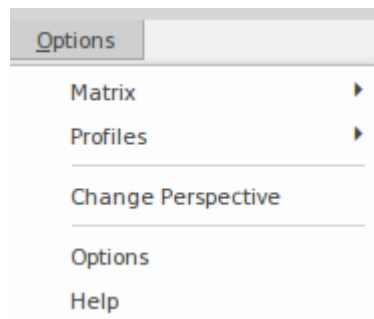 Options
Matrix
Profiles
Change Perspective
Options
Help